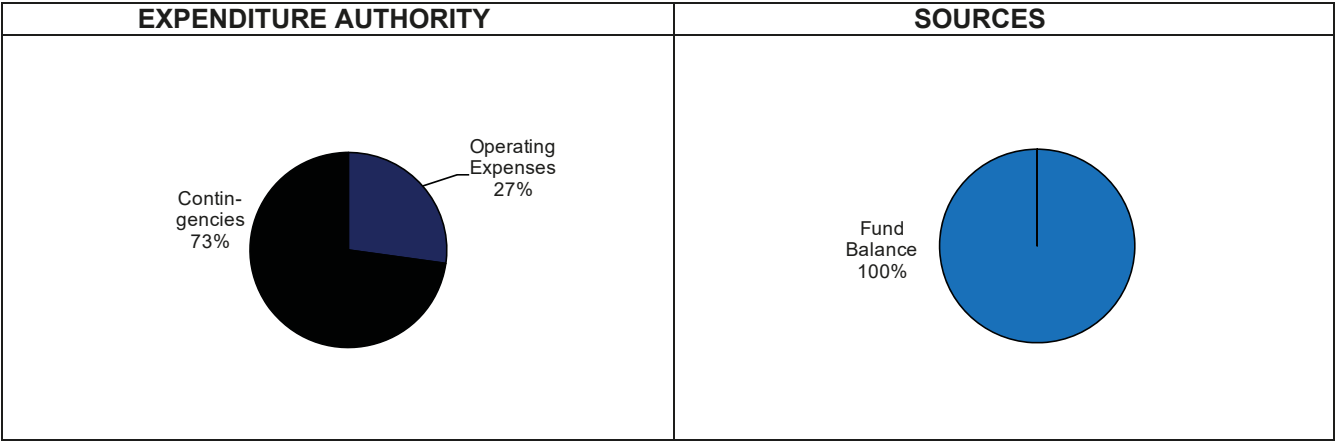 EXPENDITURE AUTHORITY
SOURCES
Operating
Expenses
27%
Contin-
gencies
73%
Fund
Balance
100%